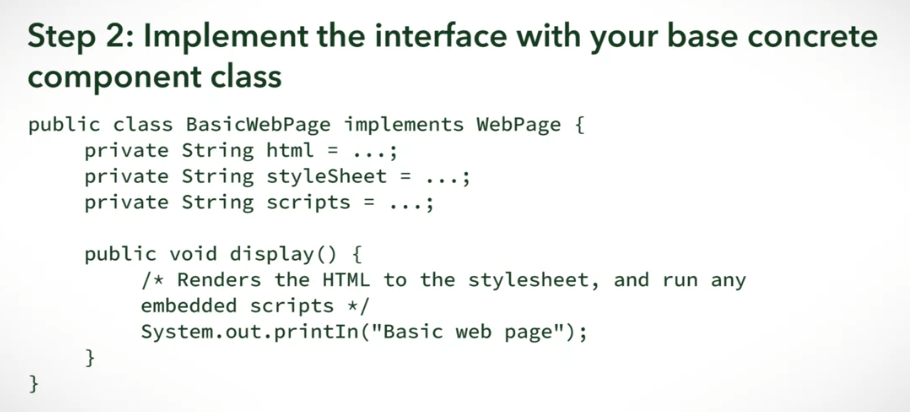 Step 2: Implement the interface with your base concrete
component class
public class BasicWebPage implements WebPage {
private String html = ...;
private String styleSheet = ...;
private String scripts = ...;
public void display() {
/* Renders the HTML to the stylesheet, and run any
embedded scripts */
System.out.printIn("Basic web page");
}
}